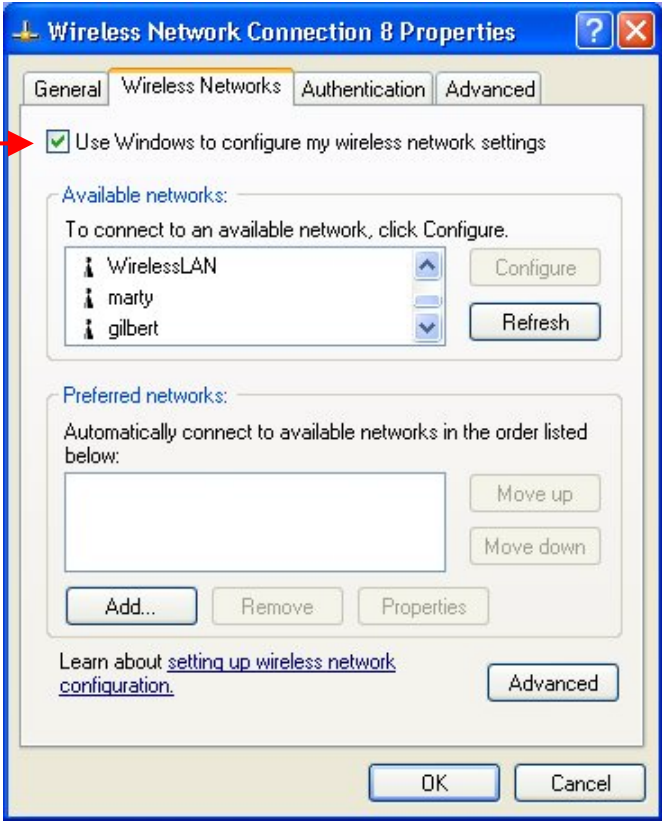 Wireless Network Connection 8 Properties
General Wireless Networks Authentication Advanced
Use Windows to configure my wireless network settings
Available networks:
To connect to an available network, click Configure.
WirelessLAN
marty
gilbert
Configure
Refresh
Preferred networks:
Automatically connect to available networks in the order listed
below:
Move up
Move down
Add... Remove Properties
Learn about setting up wireless network
configuration.
Advanced
OK Cancel